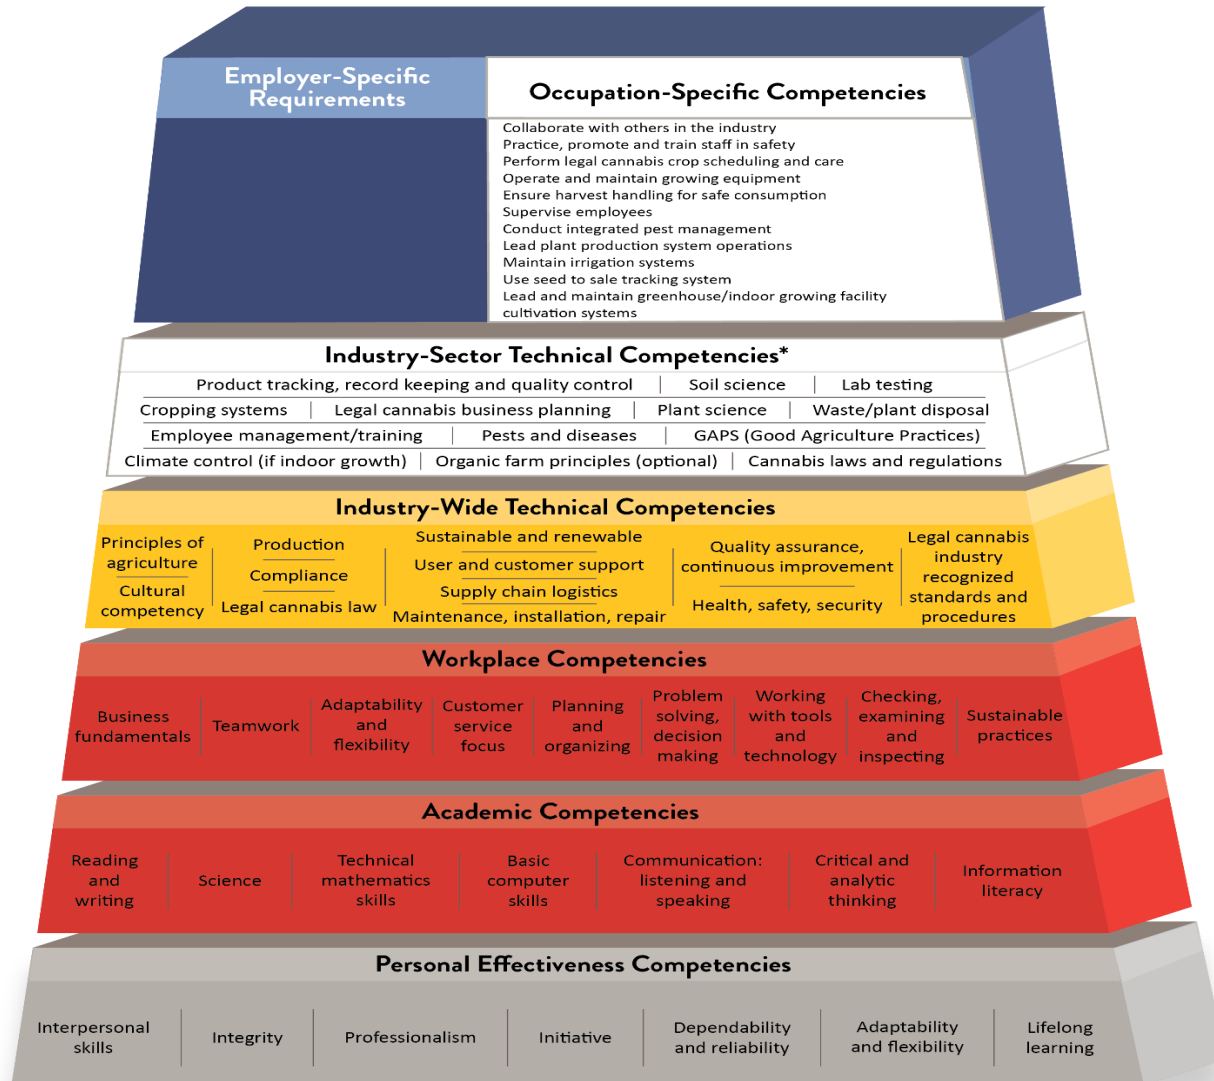 Employer-Specific
Requirements
Occupation-Specific Competencies
Collaborate with others in the industry
Practice, promote and train staff in safety
Perform legal cannabis crop scheduling and care
Operate and maintain growing equipment
Ensure harvest handling for safe consumption
Supervise employees
Conduct integrated pest management
Lead plant production system operations
Maintain irrigation systems
Use seed to sale tracking system
Lead and maintain greenhouse/indoor growing facility
cultivation systems
Industry-Sector Technical Competencies*
Product tracking, record keeping and quality control | Soil science | Lab testing
Cropping systems | Legal cannabis business planning | Plant science | Waste/plant disposal
Employee management/training | Pests and diseases | GAPS (Good Agriculture Practices)
Climate control (if indoor growth) | Organic farm principles (optional) | Cannabis laws and regulations
Industry-Wide Technical Competencies
Principles of
agriculture
Cultural
competency
Production
Compliance
Legal cannabis law
Sustainable and renewable
User and customer support
Supply chain logistics
Maintenance, installation, repair
Quality assurance,
continuous improvement
Health, safety, security
Legal cannabis
industry
recognized
standards and
procedures
Workplace Competencies
Business
fundamentals
Teamwork
Adaptability
and
flexibility
Customer
service
focus
Planning
and
organizing
Problem
solving,
decision
making
Working
with tools
and
technology
Checking,
examining
and
inspecting
Sustainable
practices
Academic Competencies
Reading
and
writing
Science
Technical
mathematics
skills
Basic
computer
skills
Communication:
listening and
speaking
Critical and
analytic
thinking
Information
literacy
Personal Effectiveness Competencies
Interpersonal
skills
Integrity
Professionalism
Initiative
Dependability
and reliability
Adaptability
and flexibility
Lifelong
learning